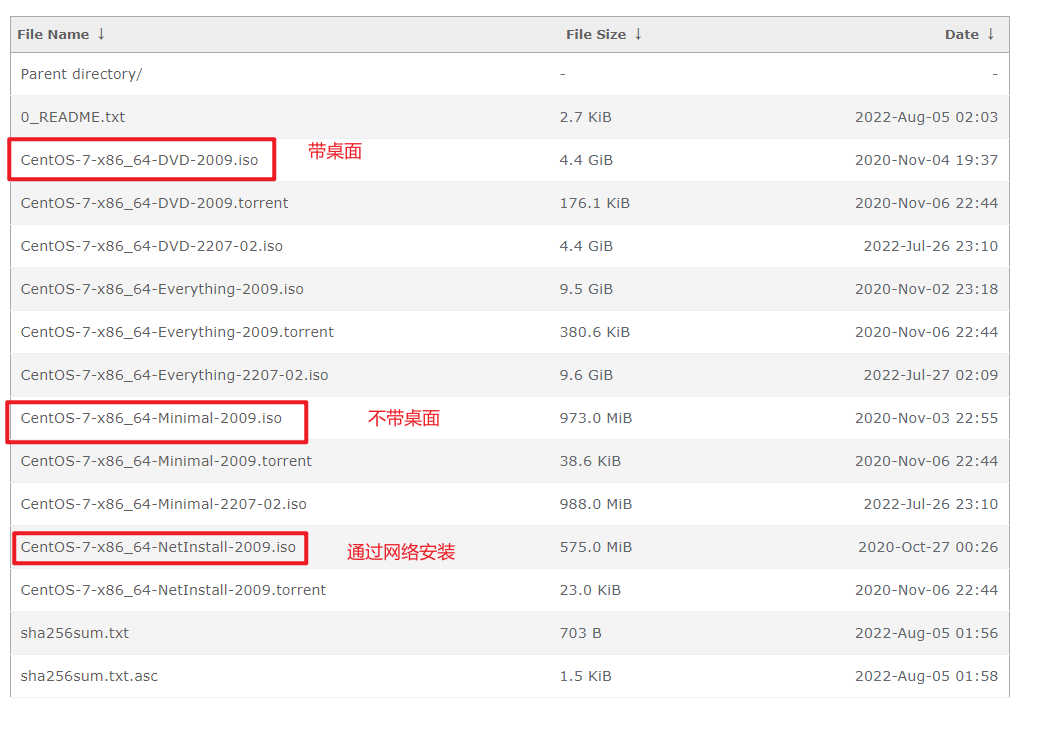 File Name ↓ File Size ↓ Date ↓
Parent directory/ - -
0_README.txt 2.7 KiB 2022-Aug-05 02:03
CentOS-7-x86_64-DVD-2009.iso 带桌面 4.4 GiB 2020-Nov-04 19:37
CentOS-7-x86_64-DVD-2009.torrent 176.1 KiB 2020-Nov-06 22:44
CentOS-7-x86_64-DVD-2207-02.iso 4.4 GiB 2022-Jul-26 23:10
CentOS-7-x86_64-Everything-2009.iso 9.5 GiB 2020-Nov-02 23:18
CentOS-7-x86_64-Everything-2009.torrent 380.6 KiB 2020-Nov-06 22:44
CentOS-7-x86_64-Everything-2207-02.iso 9.6 GiB 2022-Jul-27 02:09
CentOS-7-x86_64-Minimal-2009.iso 不带桌面 973.0 MiB 2020-Nov-03 22:55
CentOS-7-x86_64-Minimal-2009.torrent 38.6 KiB 2020-Nov-06 22:44
CentOS-7-x86_64-Minimal-2207-02.iso 988.0 MiB 2022-Jul-26 23:10
CentOS-7-x86_64-NetInstall-2009.iso 通过网络安装 575.0 MiB 2020-Oct-27 00:26
CentOS-7-x86_64-NetInstall-2009.torrent 23.0 KiB 2020-Nov-06 22:44
sha256sum.txt 703 B 2022-Aug-05 01:56
sha256sum.txt.asc 1.5 KiB 2022-Aug-05 01:58